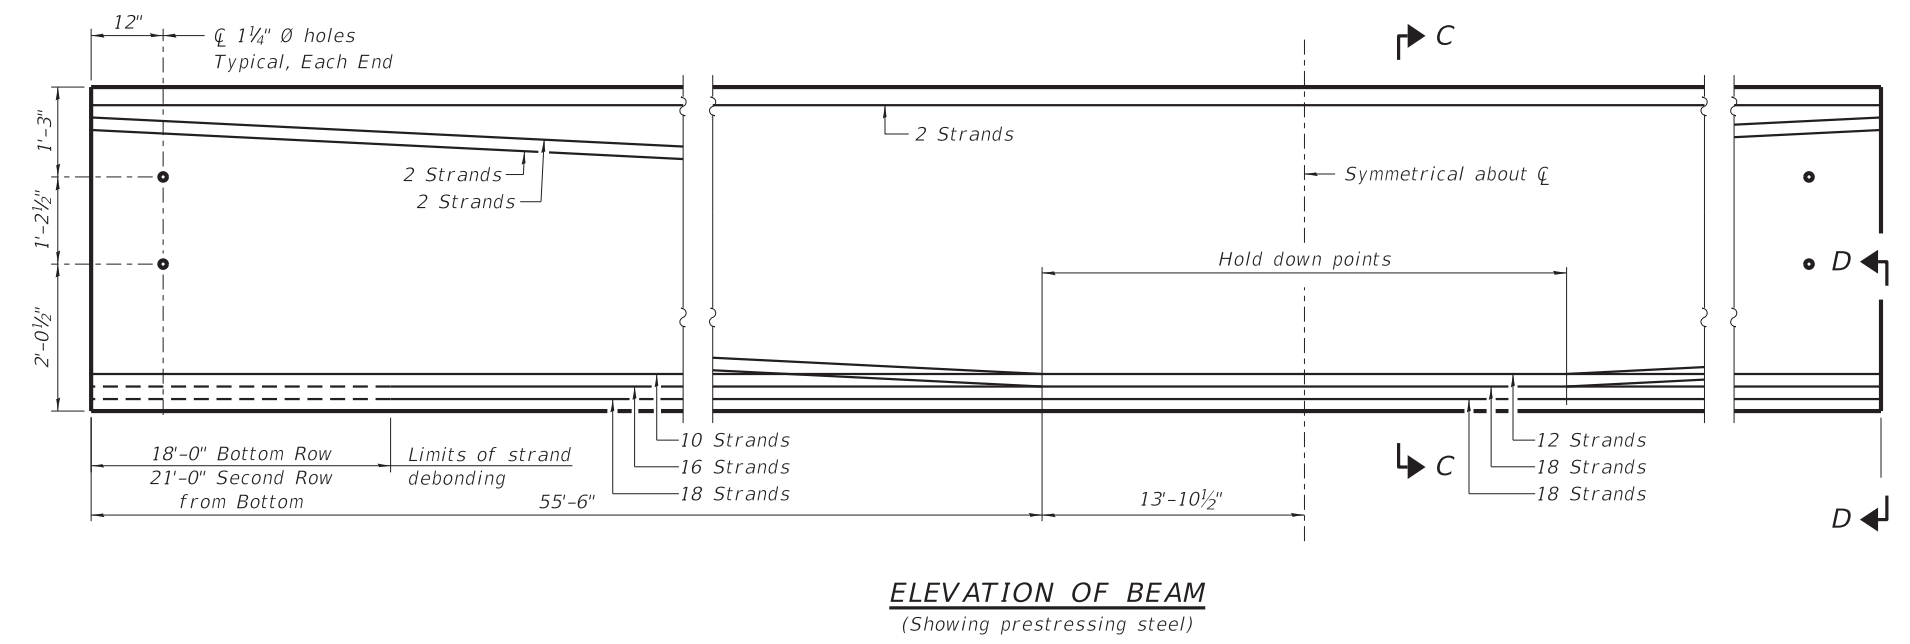 12"
℄ 1¼" Ø holes
Typical, Each End
C
1'-3"
2 Strands
2 Strands
2 Strands
Symmetrical about ℄
1'-2½"
Hold down points
D
2'-0½"
18'-0" Bottom Row
21'-0" Second Row
from Bottom
Limits of strand
debonding
10 Strands
16 Strands
18 Strands
C
12 Strands
18 Strands
18 Strands
55'-6"
13'-10½"
D
ELEVATION OF BEAM
(Showing prestressing steel)